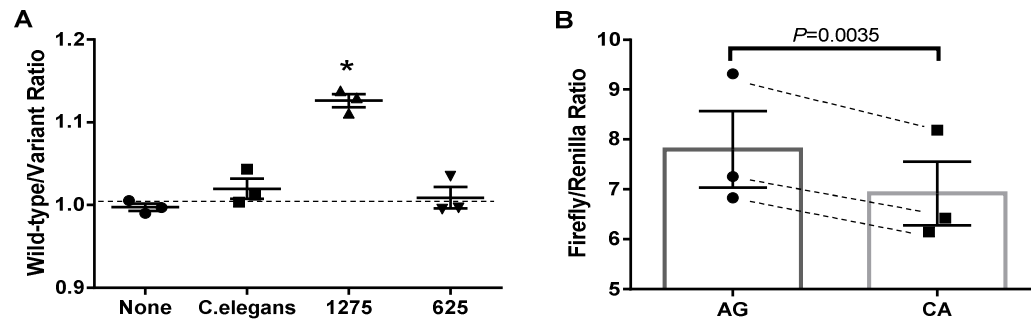 A
Wild-type/Variant Ratio
1.2
1.1
1.0
0.9
*
None C.elegans 1275 625
B
Firefly/Renilla Ratio
10
9
8
7
6
5
P=0.0035
AG CA